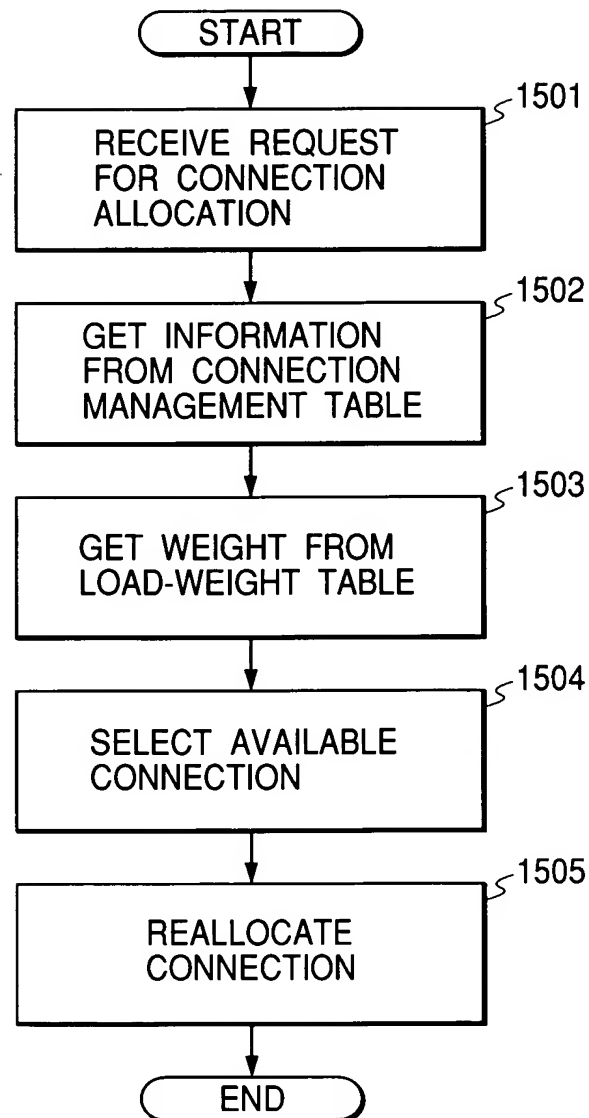 START
1501
RECEIVE REQUEST
FOR CONNECTION
ALLOCATION
1502
GET INFORMATION
FROM CONNECTION
MANAGEMENT TABLE
1503
GET WEIGHT FROM
LOAD-WEIGHT TABLE
1504
SELECT AVAILABLE
CONNECTION
1505
REALLOCATE
CONNECTION
END